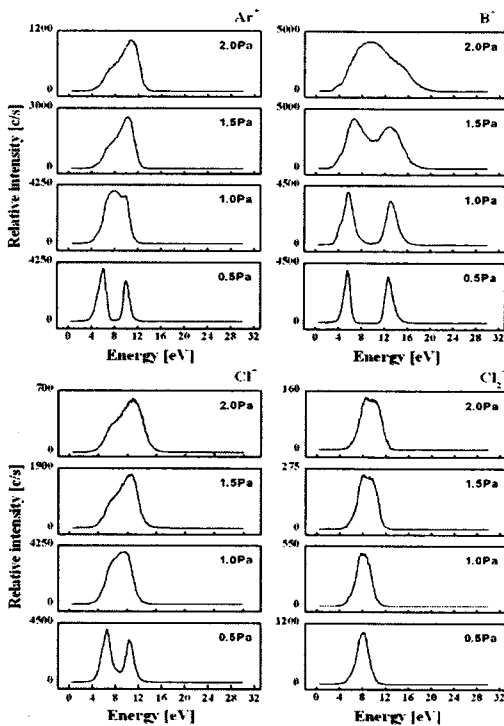 Ar⁺
1200
2.0Pa
0
3000
1.5Pa
0
4250
1.0Pa
0
4250
0.5Pa
0
0 4 8 12 16 20 24 28 32
Energy [eV]
Relative intensity [c/s]
B⁺
5000
2.0Pa
0
5000
1.5Pa
0
4500
1.0Pa
0
4500
0.5Pa
0
0 4 8 12 16 20 24 28 32
Energy [eV]
Cl⁺
700
2.0Pa
0
1900
1.5Pa
0
4250
1.0Pa
0
4500
0.5Pa
0
0 4 8 12 16 20 24 28 32
Energy [eV]
Relative intensity [c/s]
Cl₂⁺
160
2.0Pa
0
275
1.5Pa
0
1.0Pa
0
1200
0.5Pa
0
0 4 8 12 16 20 24 28 32
Energy [eV]